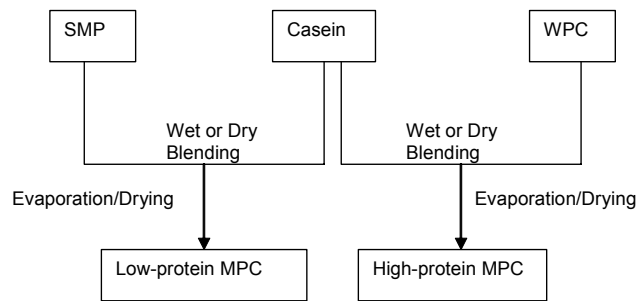 SMP
Casein
WPC
Wet or Dry
Blending
Wet or Dry
Blending
Evaporation/Drying
Evaporation/Drying
Low-protein MPC
High-protein MPC